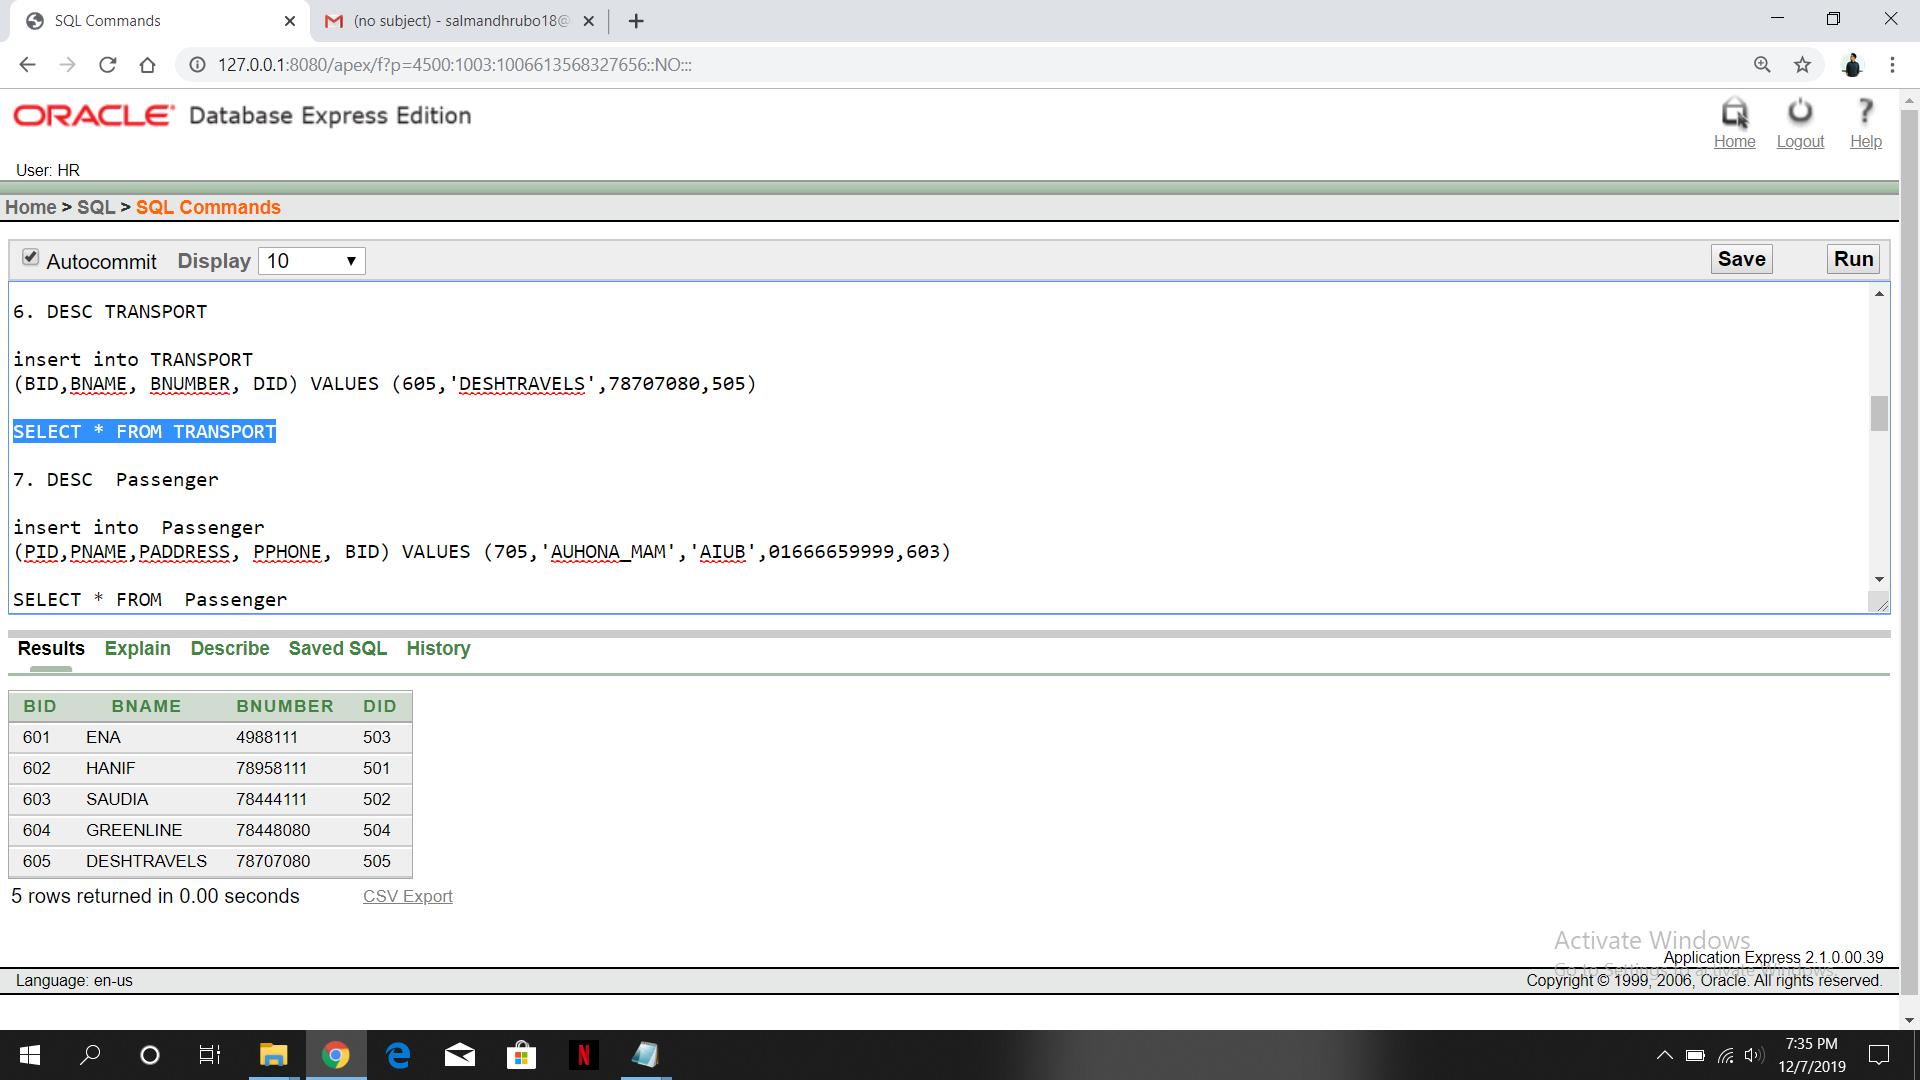 SQL Commands
(no subject) - salmandhrubo18@
127.0.0.1:8080/apex/f?p=4500:1003:1006613568327656::NO:::
ORACLE Database Express Edition
Home Logout Help
User: HR
Home > SQL > SQL Commands
Autocommit Display 10 Save Run
6. DESC TRANSPORT
insert into TRANSPORT
(BID,BNAME, BNUMBER, DID) VALUES (605,'DESHTRAVELS',78707080,505)
SELECT * FROM TRANSPORT
7. DESC  Passenger
insert into  Passenger
(PID,PNAME,PADDRESS, PPHONE, BID) VALUES (705,'AUHONA_MAM','AIUB',01666659999,603)
SELECT * FROM  Passenger
Results Explain Describe Saved SQL History
BID BNAME BNUMBER DID
601 ENA 4988111 503
602 HANIF 78958111 501
603 SAUDIA 78444111 502
604 GREENLINE 78448080 504
605 DESHTRAVELS 78707080 505
5 rows returned in 0.00 seconds CSV Export
Activate Windows
Application Express 2.1.0.00.39
Go to Settings to activate Windows.
Language: en-us Copyright © 1999, 2006, Oracle. All rights reserved.
7:35 PM
12/7/2019